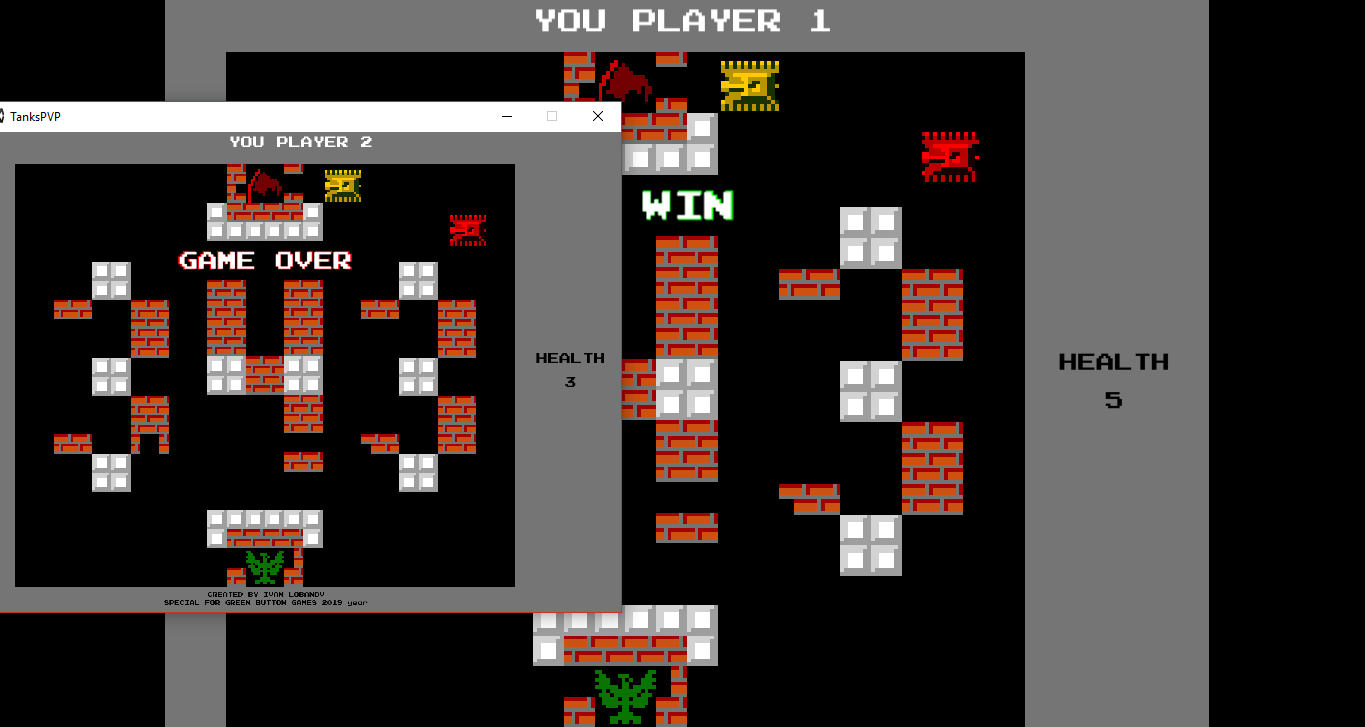 YOU PLAYER 1
TanksPVP
YOU PLAYER 2
WIN
GAME OVER
HEALTH
3
HEALTH
5
CREATED BY IVAN LOBANOV
SPECIAL FOR GREEN BUTTON GAMES 2019 year